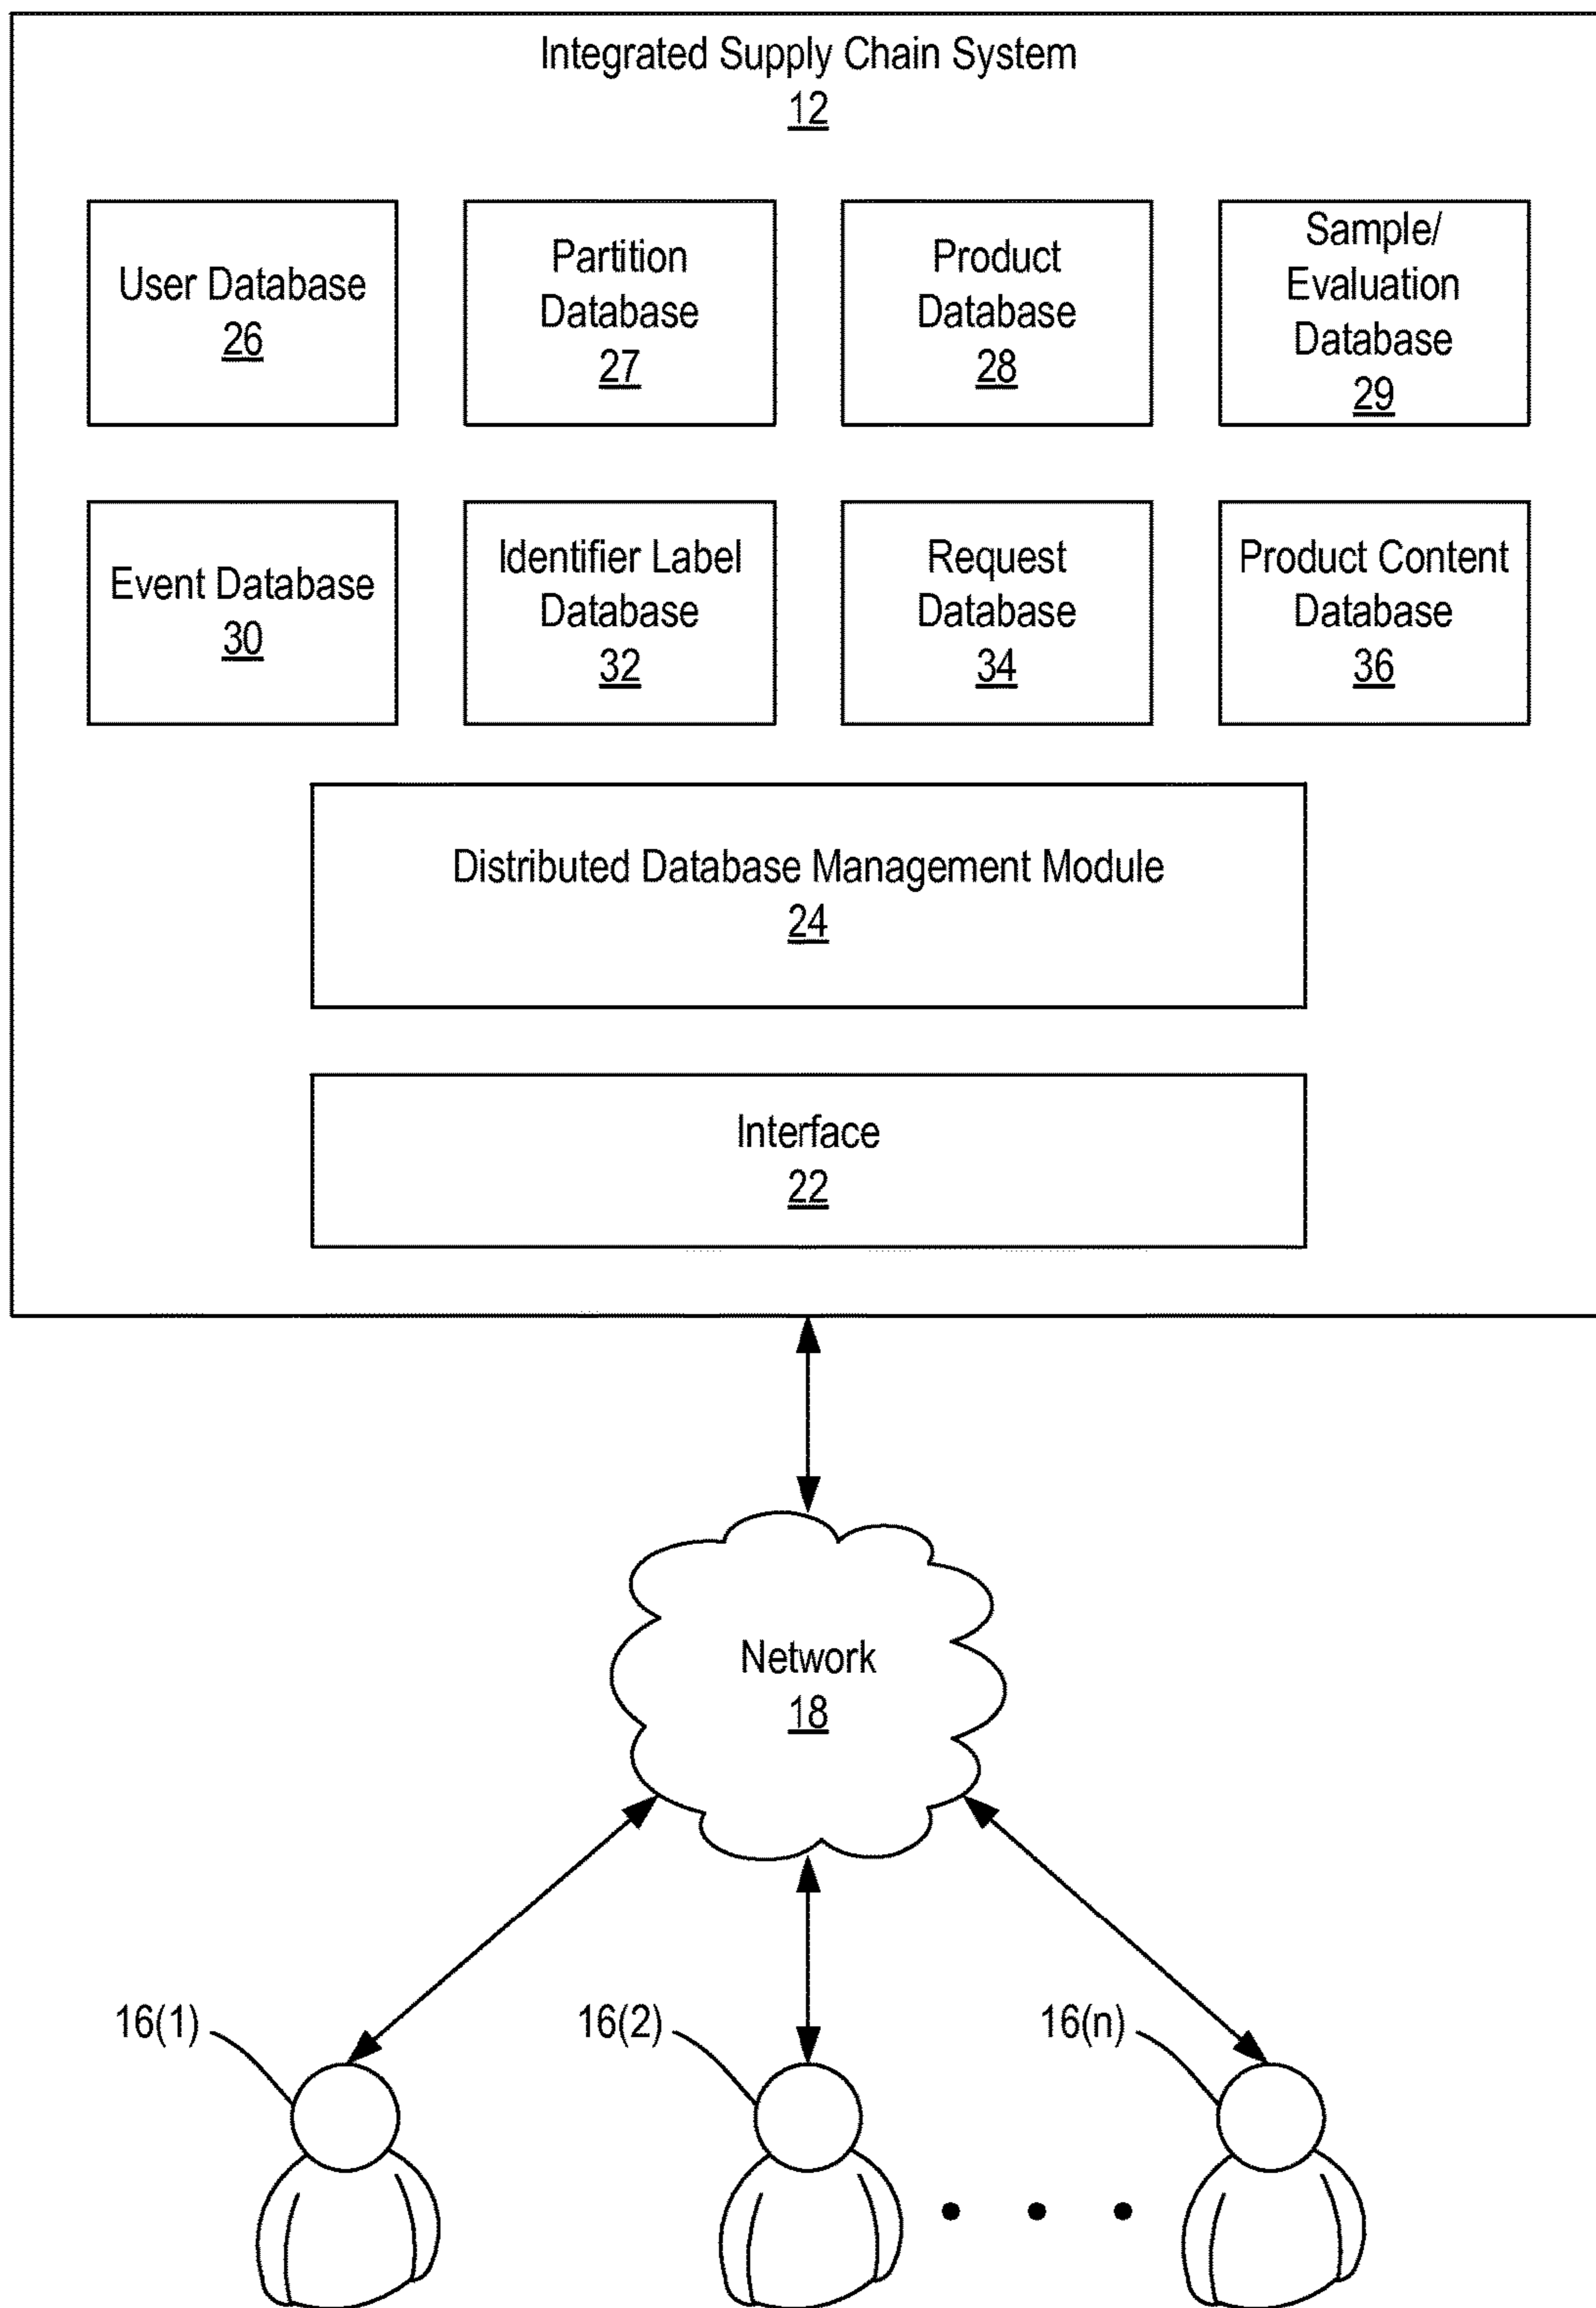 Integrated Supply Chain System
12
User Database
26
Partition
Database
27
Product
Database
28
Sample/
Evaluation
Database
29
Event Database
30
Identifier Label
Database
32
Request
Database
34
Product Content
Database
36
Distributed Database Management Module
24
Interface
22
Network
18
16(1)
16(2)
16(n)